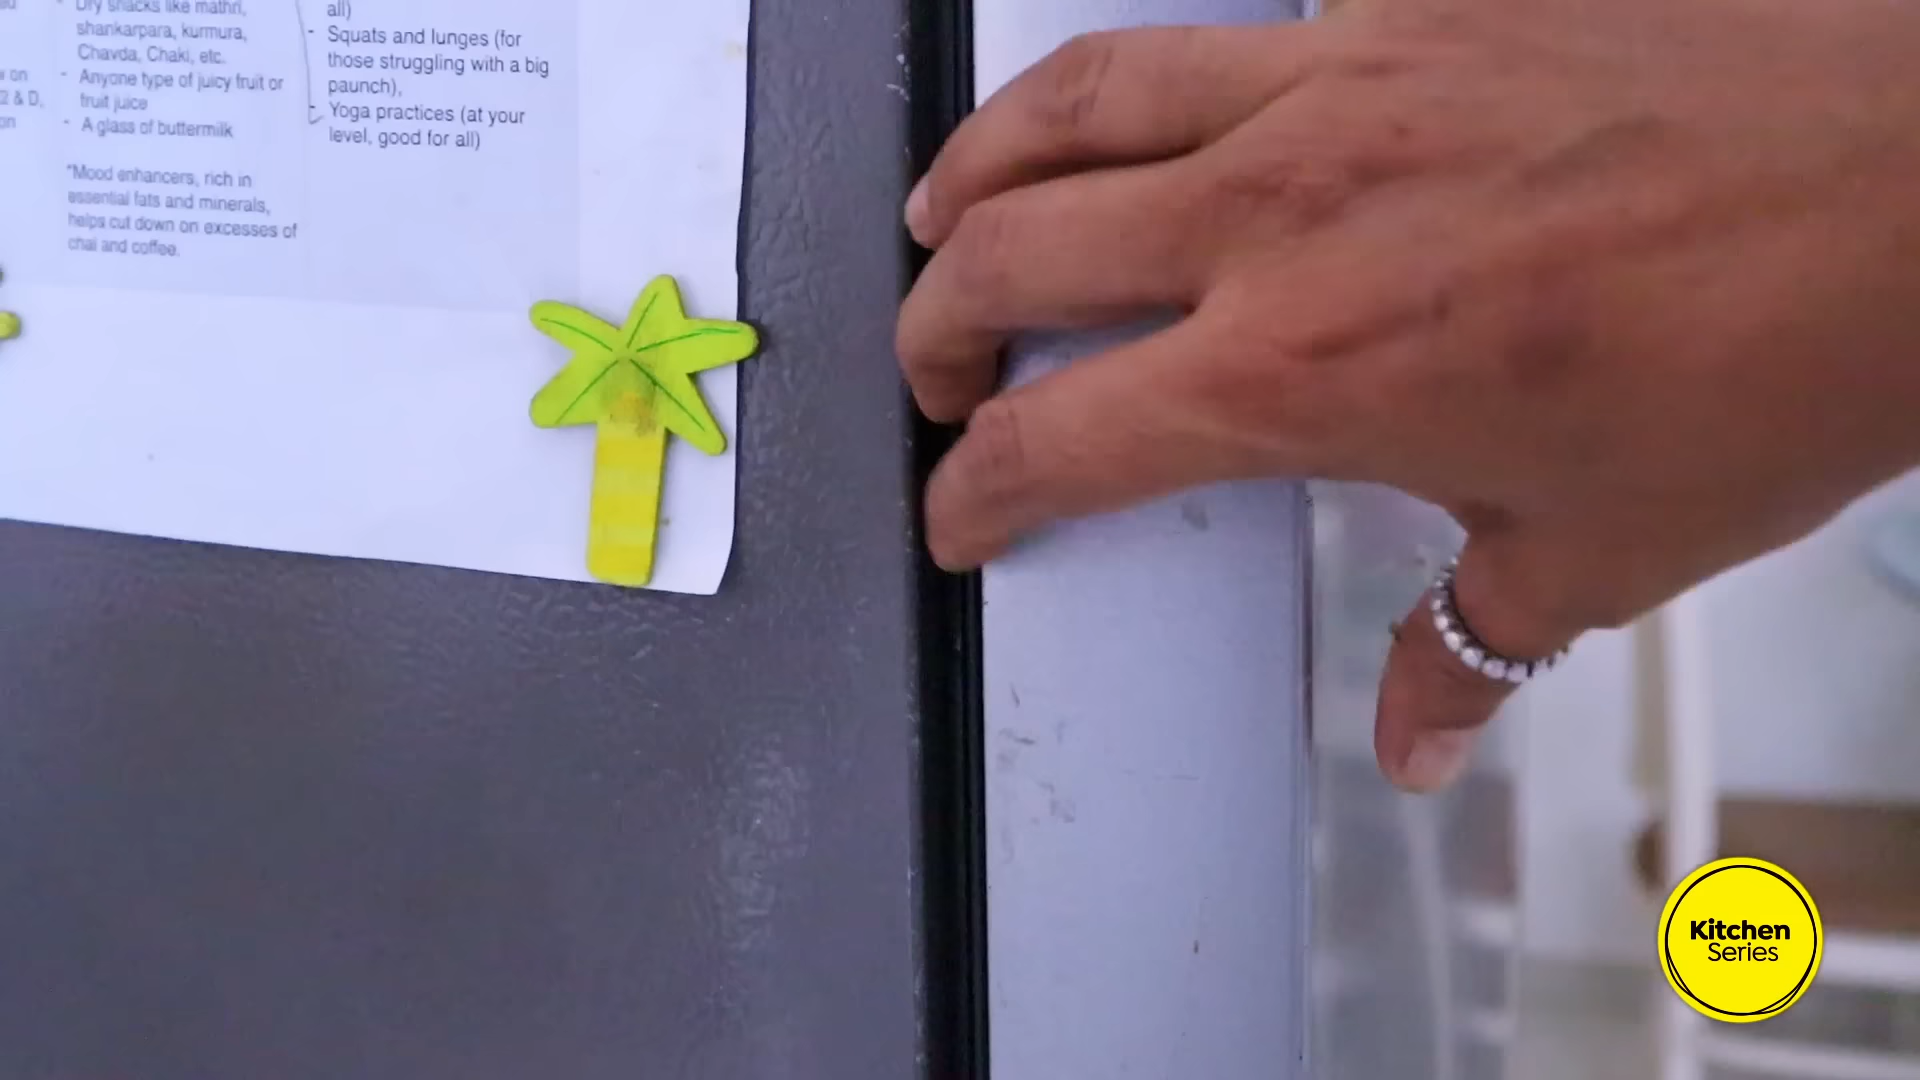 Dry snacks like mathri,
shankarpara, kurmura,
Chavda, Chaki, etc.
- Anyone type of juicy fruit or
fruit juice
- A glass of buttermilk
*Mood enhancers, rich in
essential fats and minerals,
helps cut down on excesses of
chai and coffee.
on
2 & D,
on
all)
- Squats and lunges (for
those struggling with a big
paunch),
- Yoga practices (at your
level, good for all)
Kitchen
Series